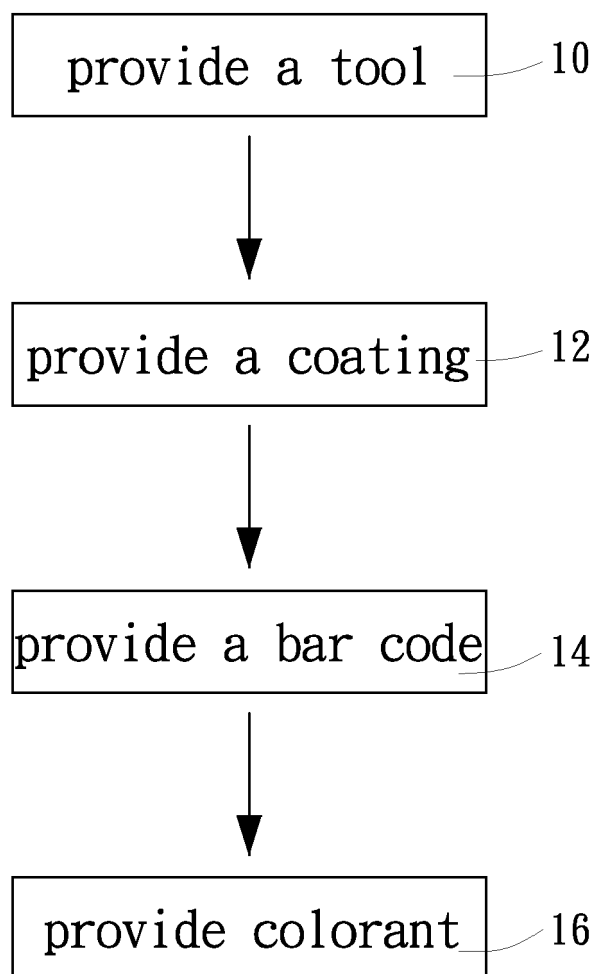 provide a tool 10
provide a coating 12
provide a bar code 14
provide colorant 16